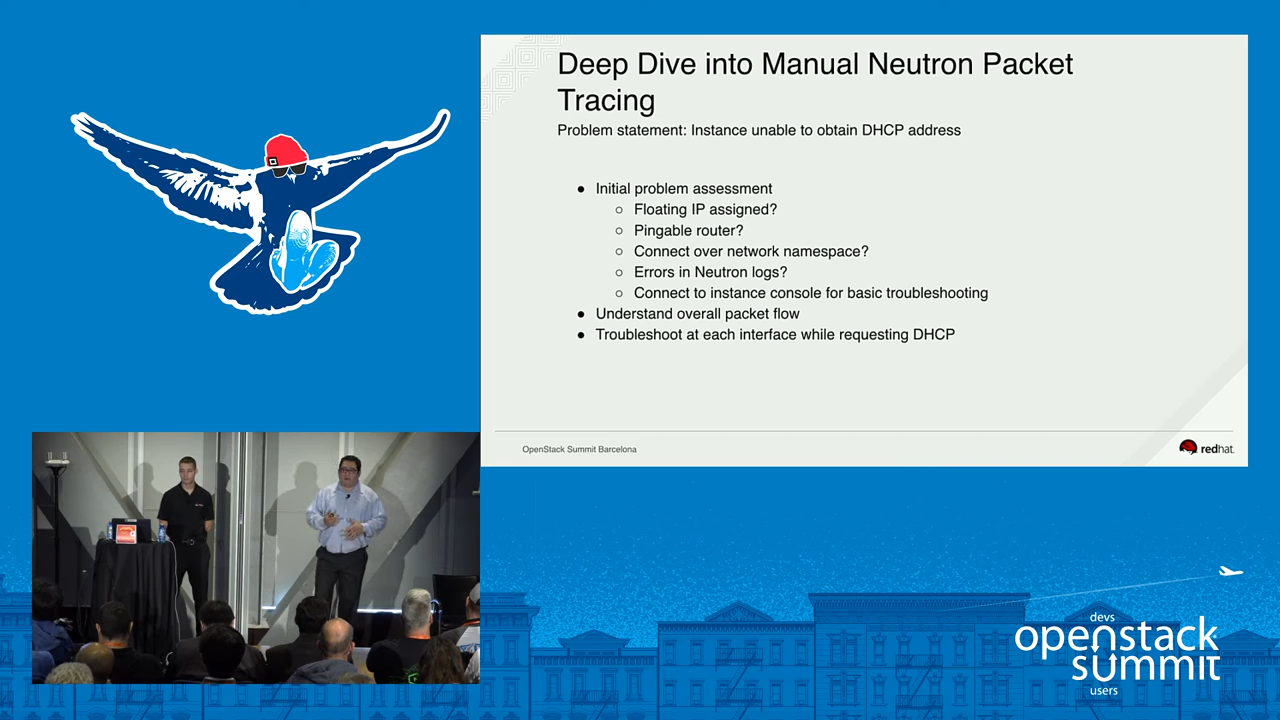 Deep Dive into Manual Neutron Packet
Tracing
Problem statement: Instance unable to obtain DHCP address
● Initial problem assessment
○ Floating IP assigned?
○ Pingable router?
○ Connect over network namespace?
○ Errors in Neutron logs?
○ Connect to instance console for basic troubleshooting
● Understand overall packet flow
● Troubleshoot at each interface while requesting DHCP
OpenStack Summit Barcelona
redhat.
devs
openstack
summit
users